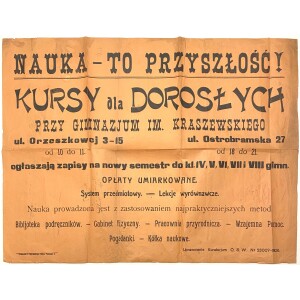 NAUKA – TO PRZYSZŁOŚĆ!
KURSY dla DOROSŁYCH
PRZY GIMNAZJUM IM. KRASZEWSKIEGO
ul. Orzeszkowej 3–15 ul. Ostrobramska 27
od 10 do 11. od 18 do 21.
ogłaszają zapisy na nowy semestr do kl. IV, V, VI, VII i VIII gimn.
OPŁATY UMIARKOWANE
System przedmiotowy. — Lekcje wyrównawcze.
Nauka prowadzona jest z zastosowaniem najpraktyczniejszych metod.
Bibljoteka podręczników. — Gabinet fizyczny. — Pracownia przyrodnicza. — Wzajemna Pomoc
Pogadanki — Kółka naukowe.